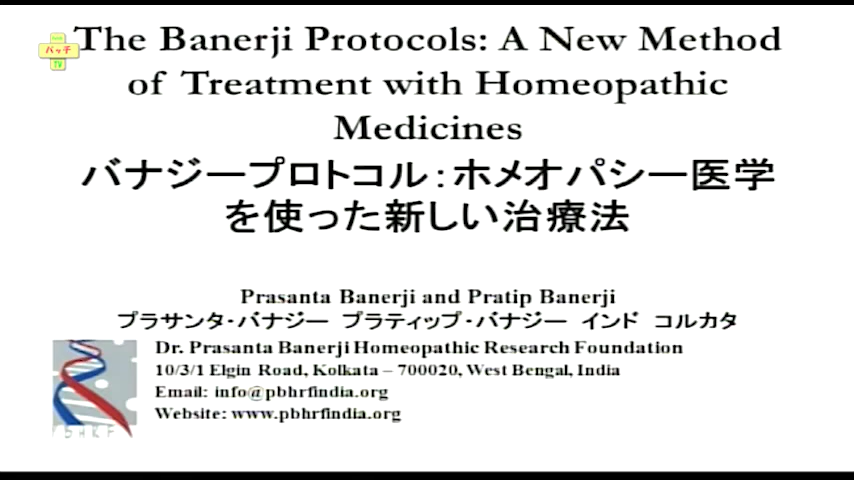 The Banerji Protocols: A New Method
of Treatment with Homeopathic
Medicines
バナジープロトコル：ホメオパシー医学
を使った新しい治療法
Prasanta Banerji and Pratip Banerji
プラサンタ・バナジー プラティップ・バナジー インド コルカタ
Dr. Prasanta Banerji Homeopathic Research Foundation
10/3/1 Elgin Road, Kolkata – 700020, West Bengal, India
Email: info@pbhrfindia.org
Website: www.pbhrfindia.org
パッチ
TV